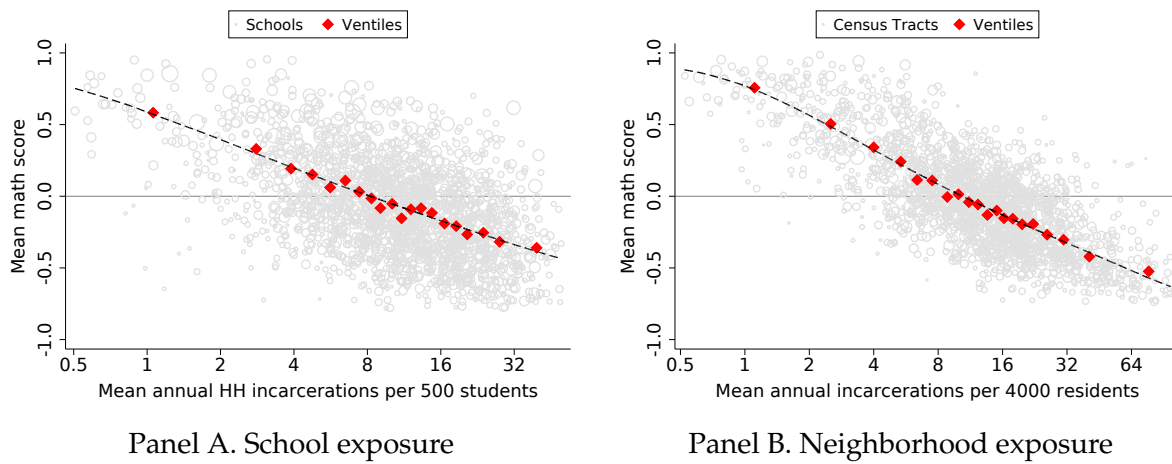 Schools Ventiles
Mean math score
1.0
0.5
0.0
-0.5
-1.0
0.5 1 2 4 8 16 32
Mean annual HH incarcerations per 500 students
Panel A. School exposure
Census Tracts Ventiles
Mean math score
1.0
0.5
0.0
-0.5
-1.0
0.5 1 2 4 8 16 32 64
Mean annual incarcerations per 4000 residents
Panel B. Neighborhood exposure